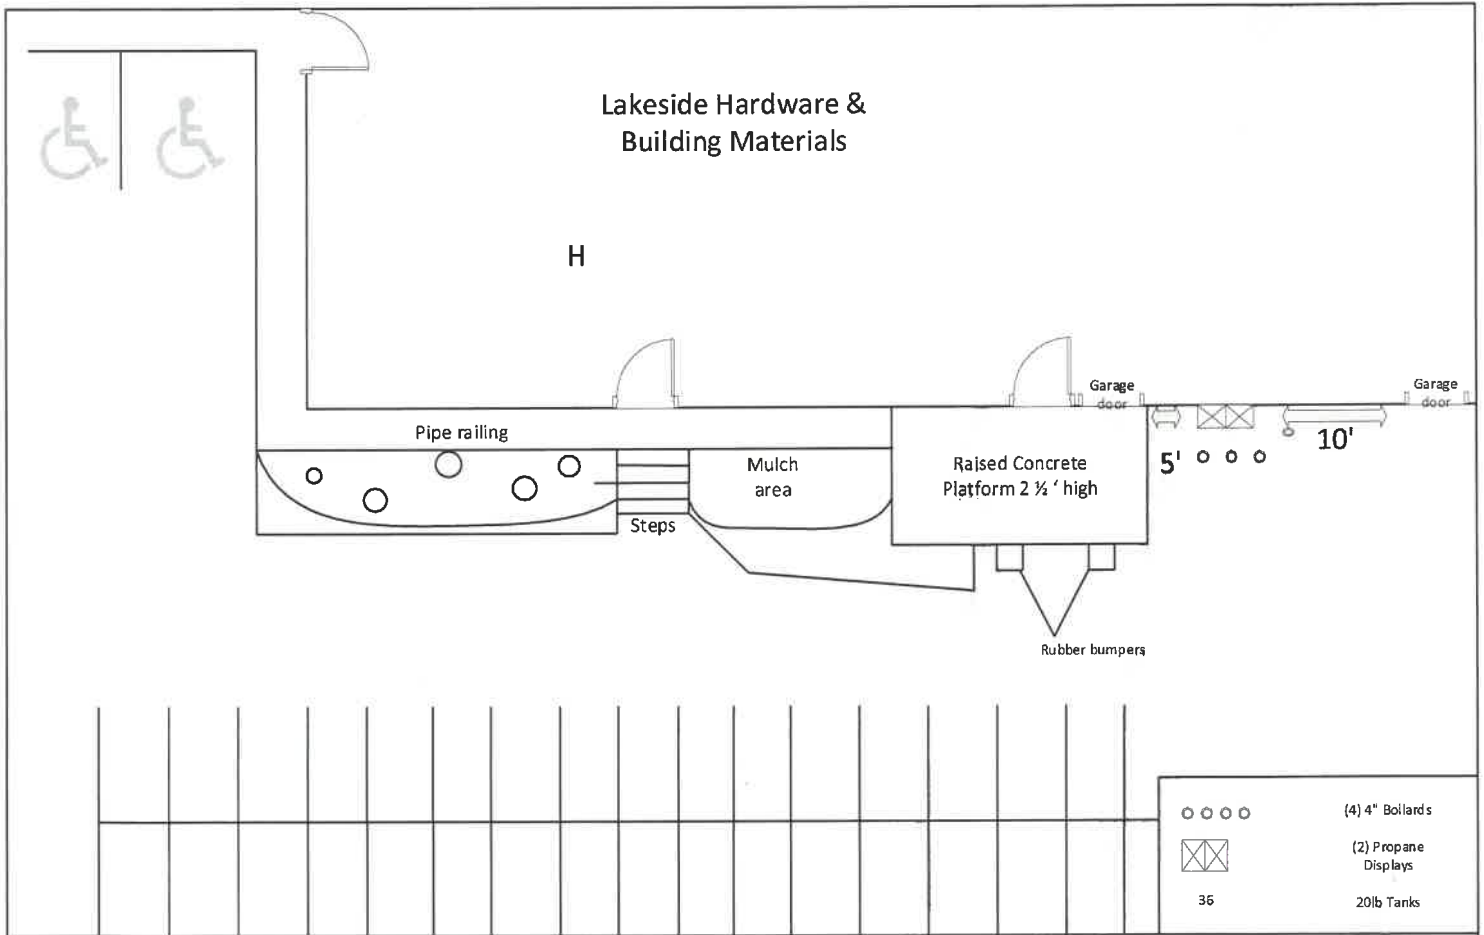 Lakeside Hardware &
Building Materials
H
Garage
door
Garage
door
Pipe railing
10'
5'
Mulch
area
Raised Concrete
Platform 2 ½ ' high
Steps
Rubber bumpers
(4) 4" Bollards
(2) Propane
Displays
36
20lb Tanks